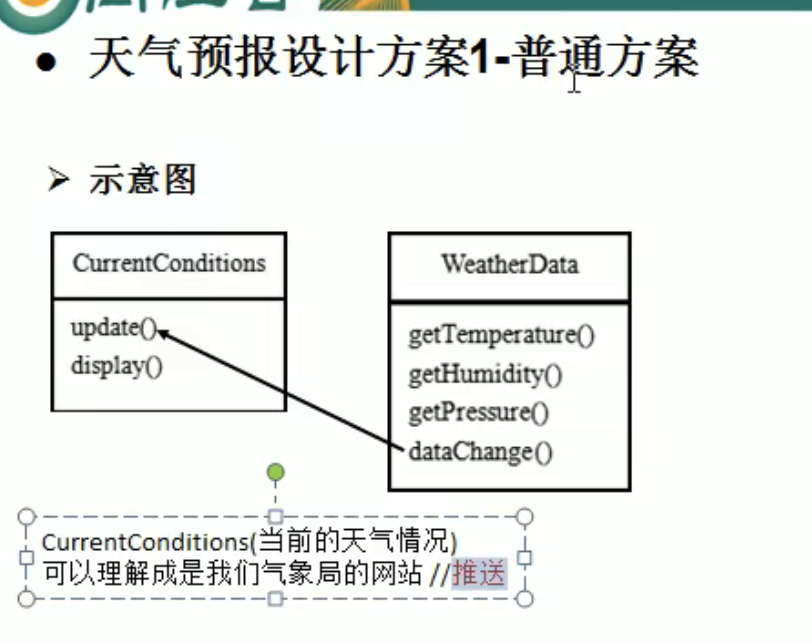 天气预报设计方案1-普通方案
示意图
CurrentConditions
update()
display()
WeatherData
getTemperature()
getHumidity()
getPressure()
dataChange()
CurrentConditions(当前的天气情况)
可以理解成是我们气象局的网站 //推送